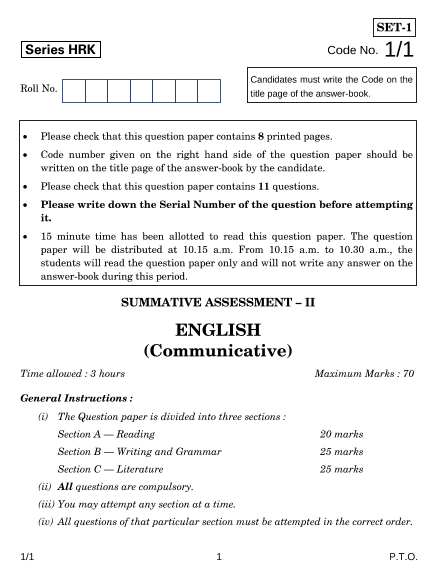 SET-1
Series HRK
Code No. 1/1
Roll No.
Candidates must write the Code on the
title page of the answer-book.
• Please check that this question paper contains 8 printed pages.
• Code number given on the right hand side of the question paper should be
written on the title page of the answer-book by the candidate.
• Please check that this question paper contains 11 questions.
• Please write down the Serial Number of the question before attempting
it.
• 15 minute time has been allotted to read this question paper. The question
paper will be distributed at 10.15 a.m. From 10.15 a.m. to 10.30 a.m., the
students will read the question paper only and will not write any answer on the
answer-book during this period.
SUMMATIVE ASSESSMENT – II
ENGLISH
(Communicative)
Time allowed : 3 hours Maximum Marks : 70
General Instructions :
(i) The Question paper is divided into three sections :
Section A — Reading 20 marks
Section B — Writing and Grammar 25 marks
Section C — Literature 25 marks
(ii) All questions are compulsory.
(iii) You may attempt any section at a time.
(iv) All questions of that particular section must be attempted in the correct order.
1/1 1 P.T.O.